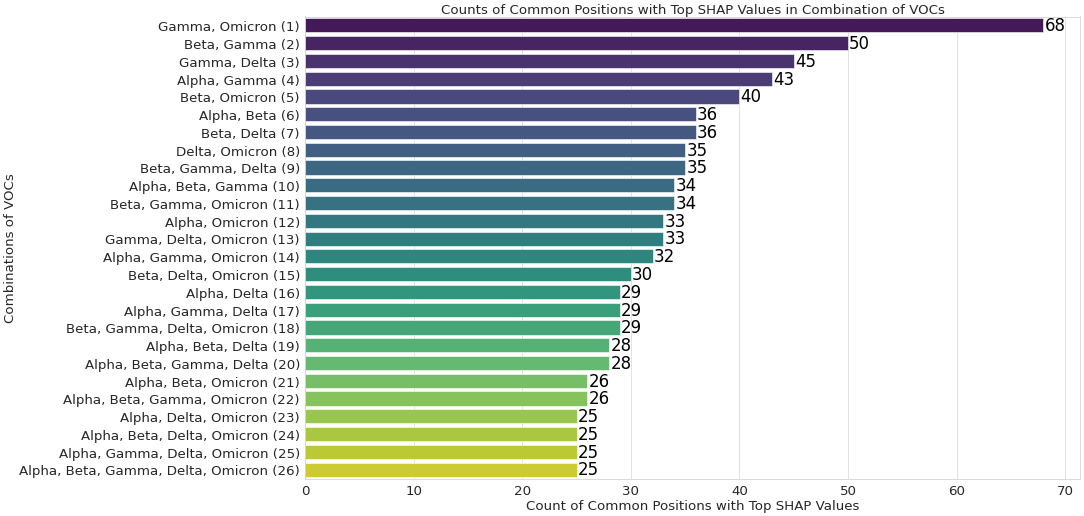 Counts of Common Positions with Top SHAP Values in Combination of VOCs
Combinations of VOCs
Gamma, Omicron (1) 68
Beta, Gamma (2) 50
Gamma, Delta (3) 45
Alpha, Gamma (4) 43
Beta, Omicron (5) 40
Alpha, Beta (6) 36
Beta, Delta (7) 36
Delta, Omicron (8) 35
Beta, Gamma, Delta (9) 35
Alpha, Beta, Gamma (10) 34
Beta, Gamma, Omicron (11) 34
Alpha, Omicron (12) 33
Gamma, Delta, Omicron (13) 33
Alpha, Gamma, Omicron (14) 32
Beta, Delta, Omicron (15) 30
Alpha, Delta (16) 29
Alpha, Gamma, Delta (17) 29
Beta, Gamma, Delta, Omicron (18) 29
Alpha, Beta, Delta (19) 28
Alpha, Beta, Gamma, Delta (20) 28
Alpha, Beta, Omicron (21) 26
Alpha, Beta, Gamma, Omicron (22) 26
Alpha, Delta, Omicron (23) 25
Alpha, Beta, Delta, Omicron (24) 25
Alpha, Gamma, Delta, Omicron (25) 25
Alpha, Beta, Gamma, Delta, Omicron (26) 25
0 10 20 30 40 50 60 70
Count of Common Positions with Top SHAP Values